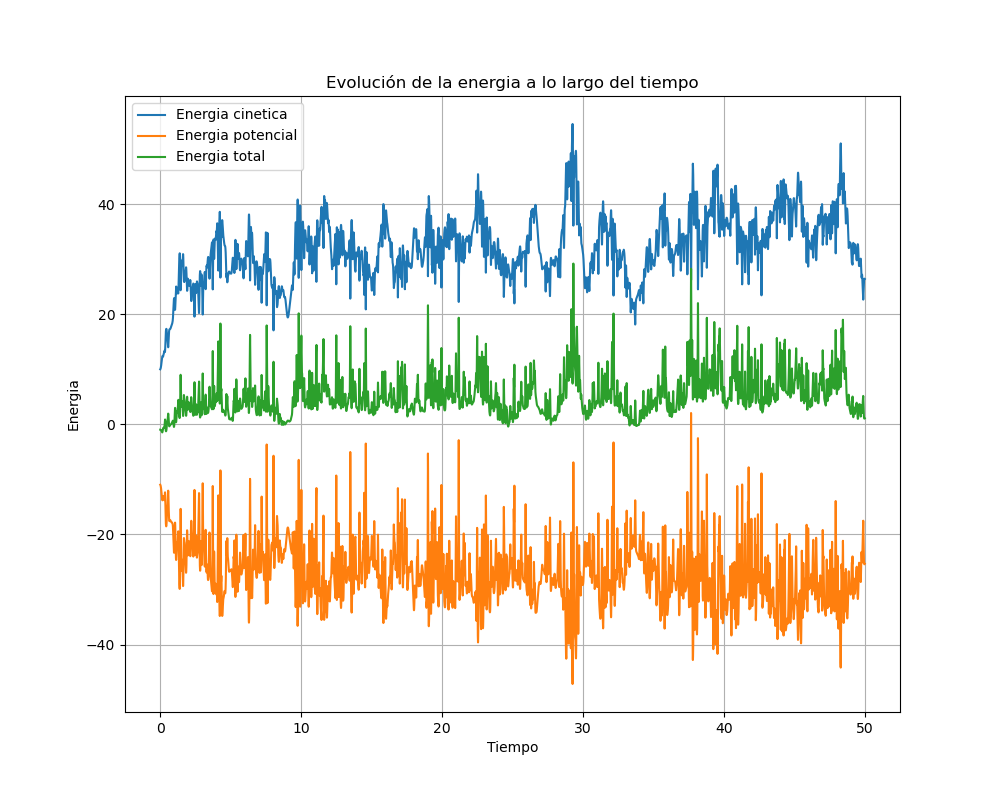 Evolución de la energia a lo largo del tiempo
Energia cinetica
Energia potencial
Energia total
Energia
40
20
0
−20
−40
0
10
20
30
40
50
Tiempo